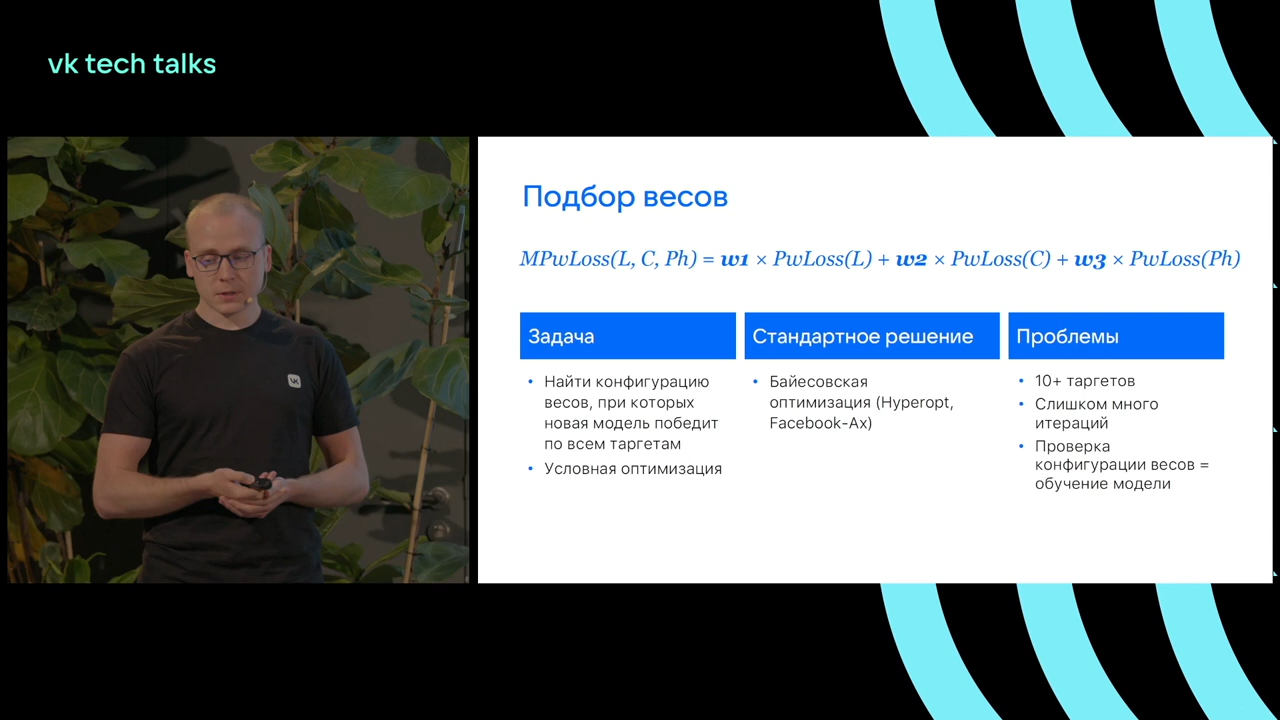 vk tech talks
Подбор весов
MPwLoss(L, C, Ph) = w1 × PwLoss(L) + w2 × PwLoss(C) + w3 × PwLoss(Ph)
Задача
• Найти конфигурацию
весов, при которых
новая модель победит
по всем таргетам
• Условная оптимизация
Стандартное решение
• Байесовская
оптимизация (Hyperopt,
Facebook-Ax)
Проблемы
• 10+ таргетов
• Слишком много
итераций
• Проверка
конфигурации весов =
обучение модели